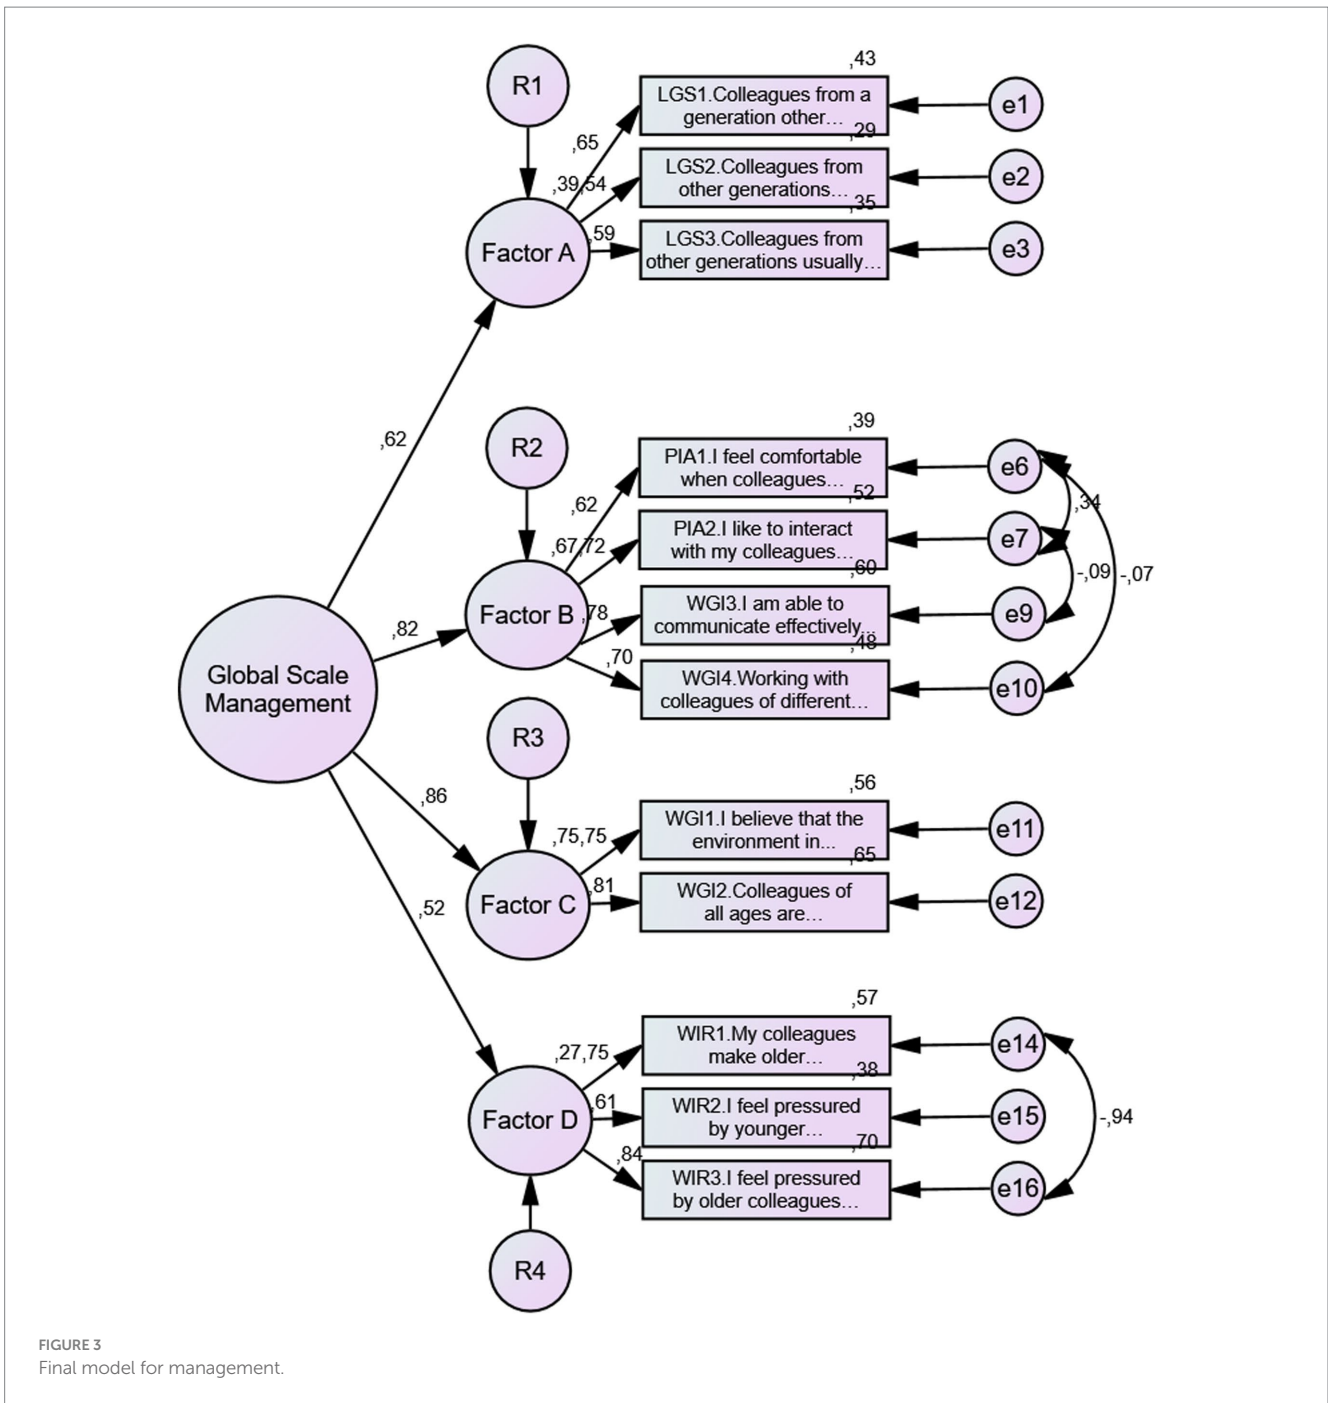 R1
,43
LGS1.Colleagues from a
generation other...
e1
,65
,29
LGS2.Colleagues from
other generations...
e2
,39
,54
,35
Factor A
,59
LGS3.Colleagues from
other generations usually...
e3
,62
R2
,39
PIA1.I feel comfortable
when colleagues...
e6
,62
,52
,34
PIA2.I like to interact
with my colleagues...
e7
,67
,72
,60
-,09
-,07
Factor B
,78
WGI3.I am able to
communicate effectively...
e9
,82
,48
,70
WGI4.Working with
colleagues of different...
e10
Global Scale
Management
R3
,86
,56
WGI1.I believe that the
environment in...
e11
,75
,75
,65
Factor C
,81
WGI2.Colleagues of
all ages are...
e12
,52
,57
WIR1.My colleagues
make older...
e14
,27
,75
,38
Factor D
,61
WIR2.I feel pressured
by younger...
e15
-,94
,70
,84
WIR3.I feel pressured
by older colleagues...
e16
R4
FIGURE 3
Final model for management.